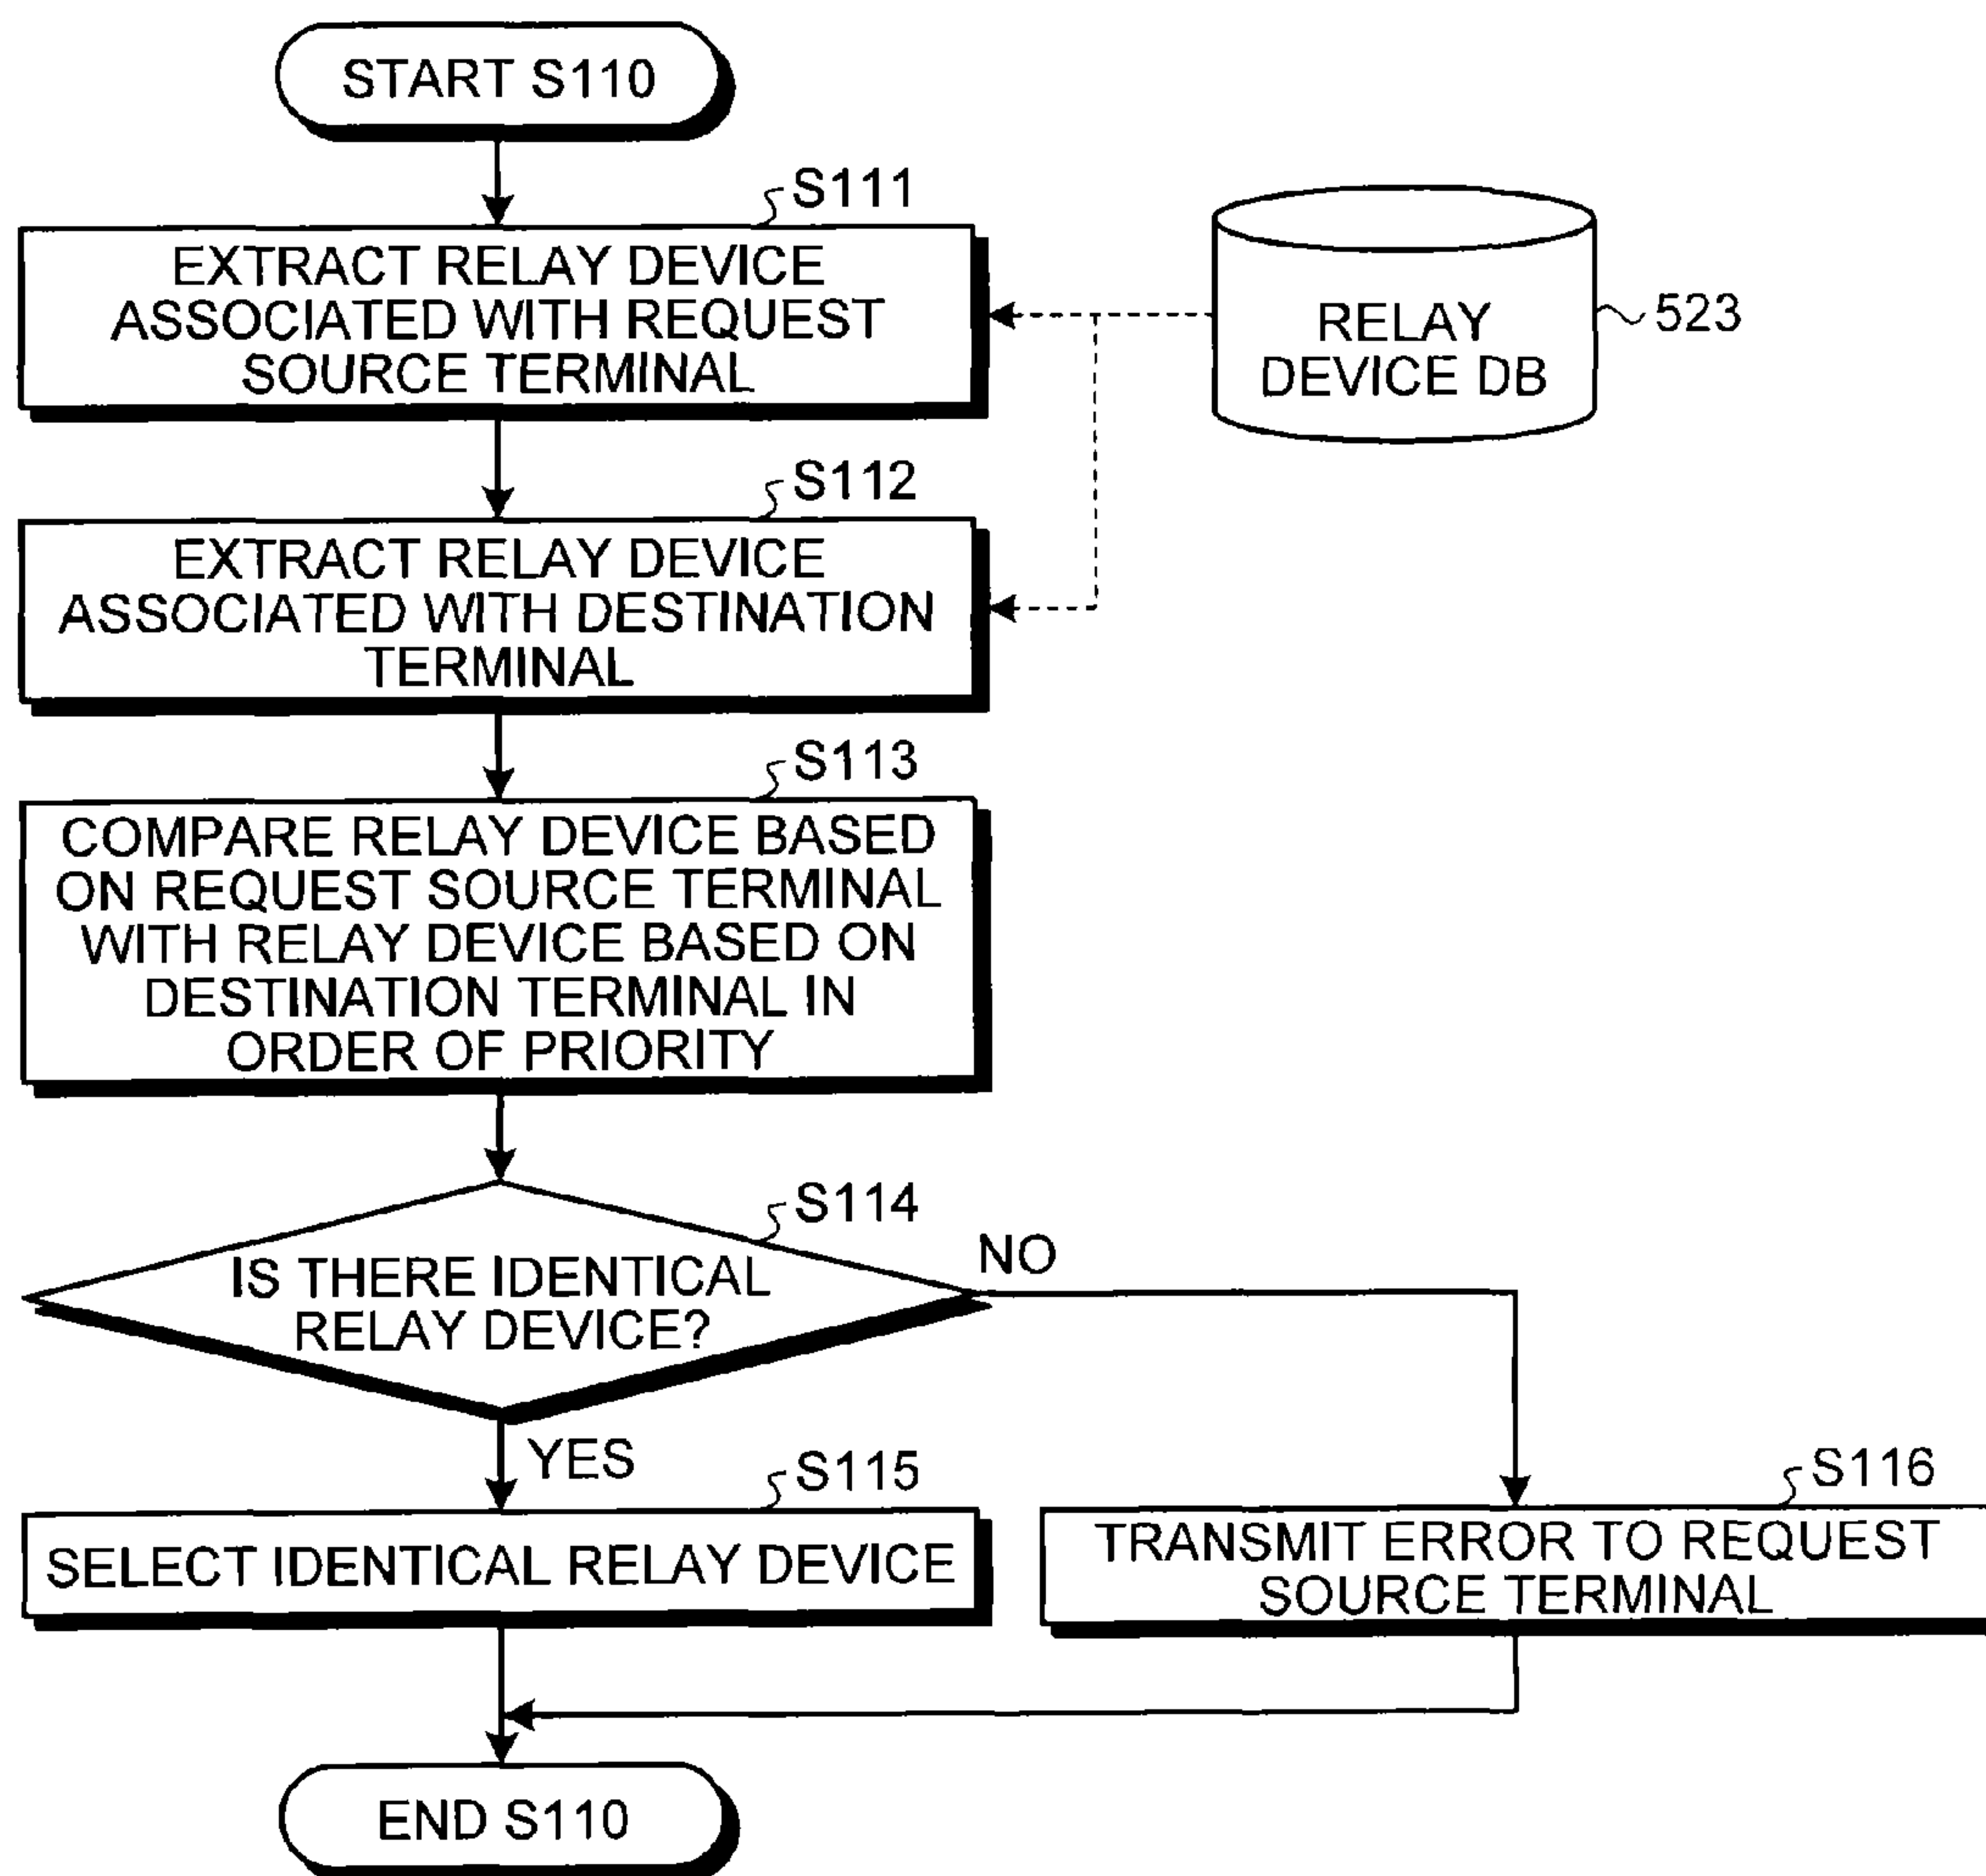 START S110
S111
EXTRACT RELAY DEVICE
ASSOCIATED WITH REQUEST
SOURCE TERMINAL
RELAY
DEVICE DB
523
S112
EXTRACT RELAY DEVICE
ASSOCIATED WITH DESTINATION
TERMINAL
S113
COMPARE RELAY DEVICE BASED
ON REQUEST SOURCE TERMINAL
WITH RELAY DEVICE BASED ON
DESTINATION TERMINAL IN
ORDER OF PRIORITY
S114
IS THERE IDENTICAL
RELAY DEVICE?
NO
YES
S115
SELECT IDENTICAL RELAY DEVICE
S116
TRANSMIT ERROR TO REQUEST
SOURCE TERMINAL
END S110